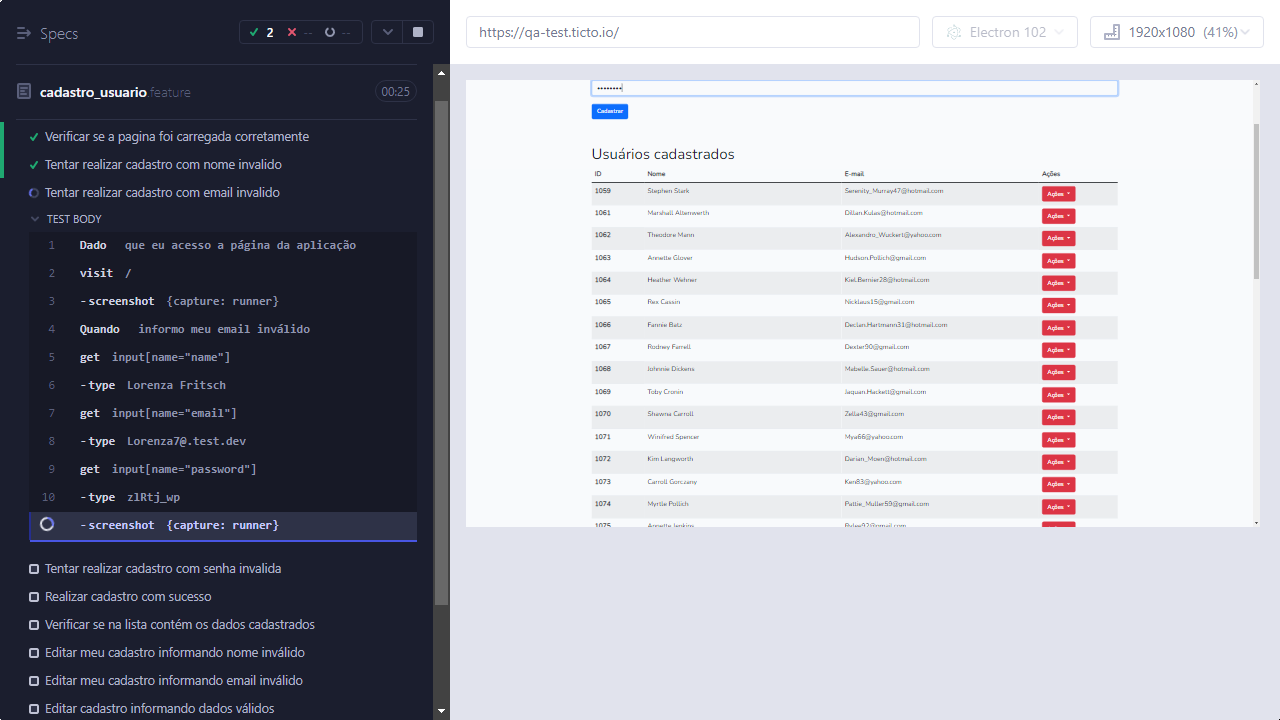 Specs
2
--
--
cadastro_usuario.feature
00:25
Verificar se a pagina foi carregada corretamente
Tentar realizar cadastro com nome invalido
Tentar realizar cadastro com email invalido
TEST BODY
1 Dado que eu acesso a página da aplicação
2 visit /
3 -screenshot {capture: runner}
4 Quando informo meu email inválido
5 get input[name="name"]
6 -type Lorenza Fritsch
7 get input[name="email"]
8 -type Lorenza7@.test.dev
9 get input[name="password"]
10 -type zlRtj_wp
-screenshot {capture: runner}
Tentar realizar cadastro com senha invalida
Realizar cadastro com sucesso
Verificar se na lista contém os dados cadastrados
Editar meu cadastro informando nome inválido
Editar meu cadastro informando email inválido
Editar cadastro informando dados válidos
https://qa-test.ticto.io/
Electron 102
1920x1080 (41%)
Cadastrar
Usuários cadastrados
ID Nome E-mail Ações
1059 Stephen Stark Serenity_Murray47@hotmail.com Ações
1061 Marshall Altenwerth Dillan.Kulas@hotmail.com Ações
1062 Theodore Mann Alexandro_Wuckert@yahoo.com Ações
1063 Annette Glover Hudson.Pollich@gmail.com Ações
1064 Heather Wehner Kiel.Bernier28@hotmail.com Ações
1065 Rex Cassin Nicklaus15@gmail.com Ações
1066 Fannie Batz Declan.Hartmann31@hotmail.com Ações
1067 Rodney Farrell Dexter90@gmail.com Ações
1068 Johnnie Dickens Mabelle.Sauer@hotmail.com Ações
1069 Toby Cronin Jaquan.Hackett@gmail.com Ações
1070 Shawna Carroll Zella43@gmail.com Ações
1071 Winifred Spencer Mya66@yahoo.com Ações
1072 Kim Langworth Darian_Moen@hotmail.com Ações
1073 Carroll Gorczany Ken83@yahoo.com Ações
1074 Myrtle Pollich Pattie_Muller59@gmail.com Ações
1075 Annette Jenkins Rylee92@gmail.com